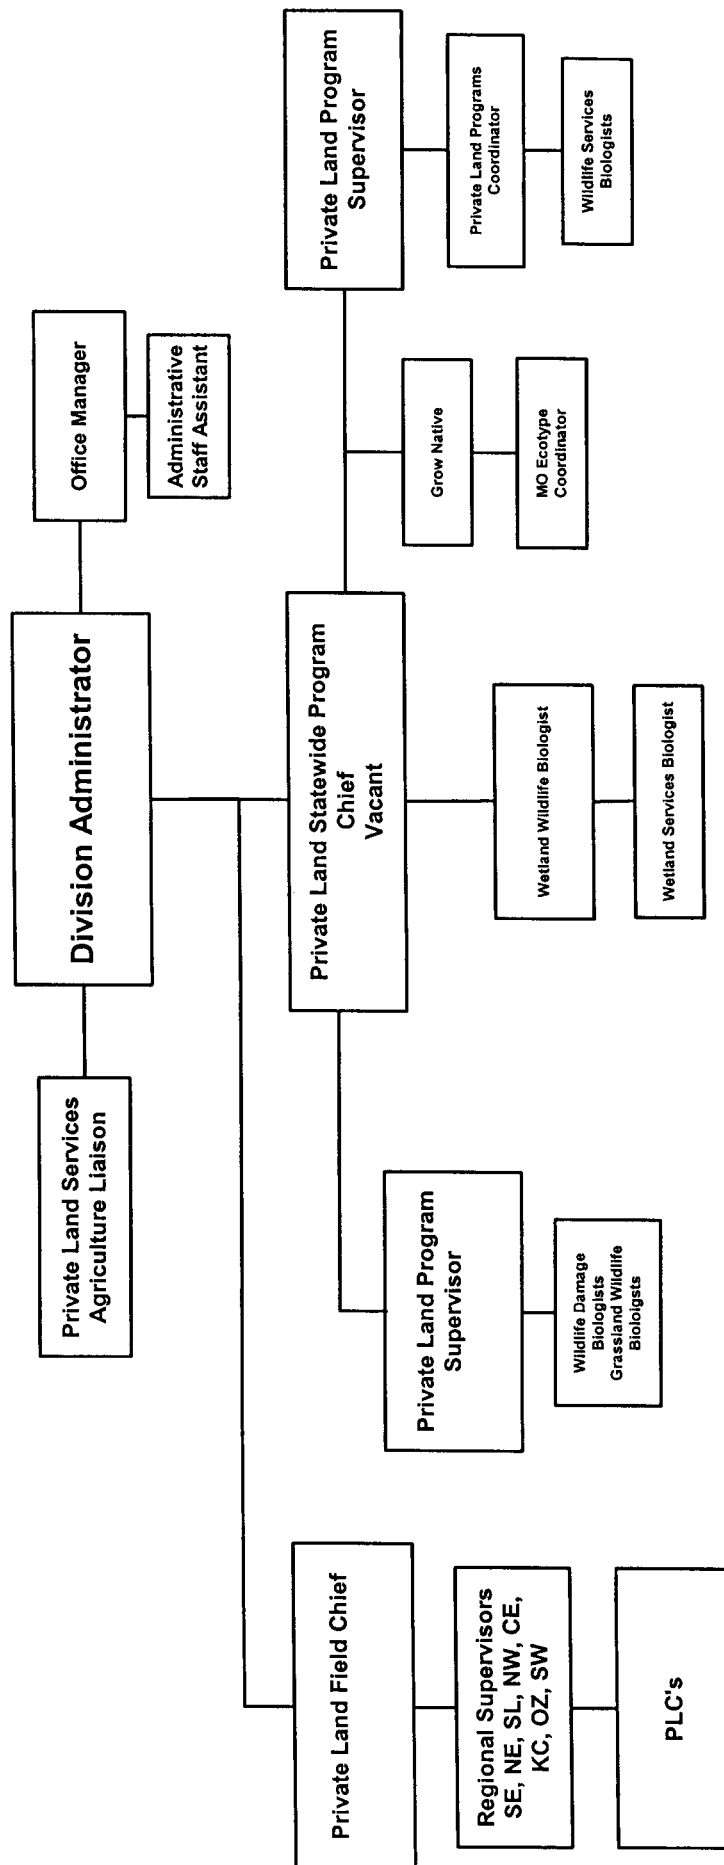 Division Administrator
Private Land Services
Agriculture Liaison
Office Manager
Administrative
Staff Assistant
Private Land Field Chief
Regional Supervisors
SE, NE, SL, NW, CE,
KC, OZ, SW
PLC's
Private Land Statewide Program
Chief
Vacant
Private Land Program
Supervisor
Wildlife Damage
Biologists
Grassland Wildlife
Bioloigsts
Wetland Wildlife Biologist
Wetland Services Biologist
Grow Native
MO Ecotype
Coordinator
Private Land Program
Supervisor
Private Land Programs
Coordinator
Wildlife Services
Biologists